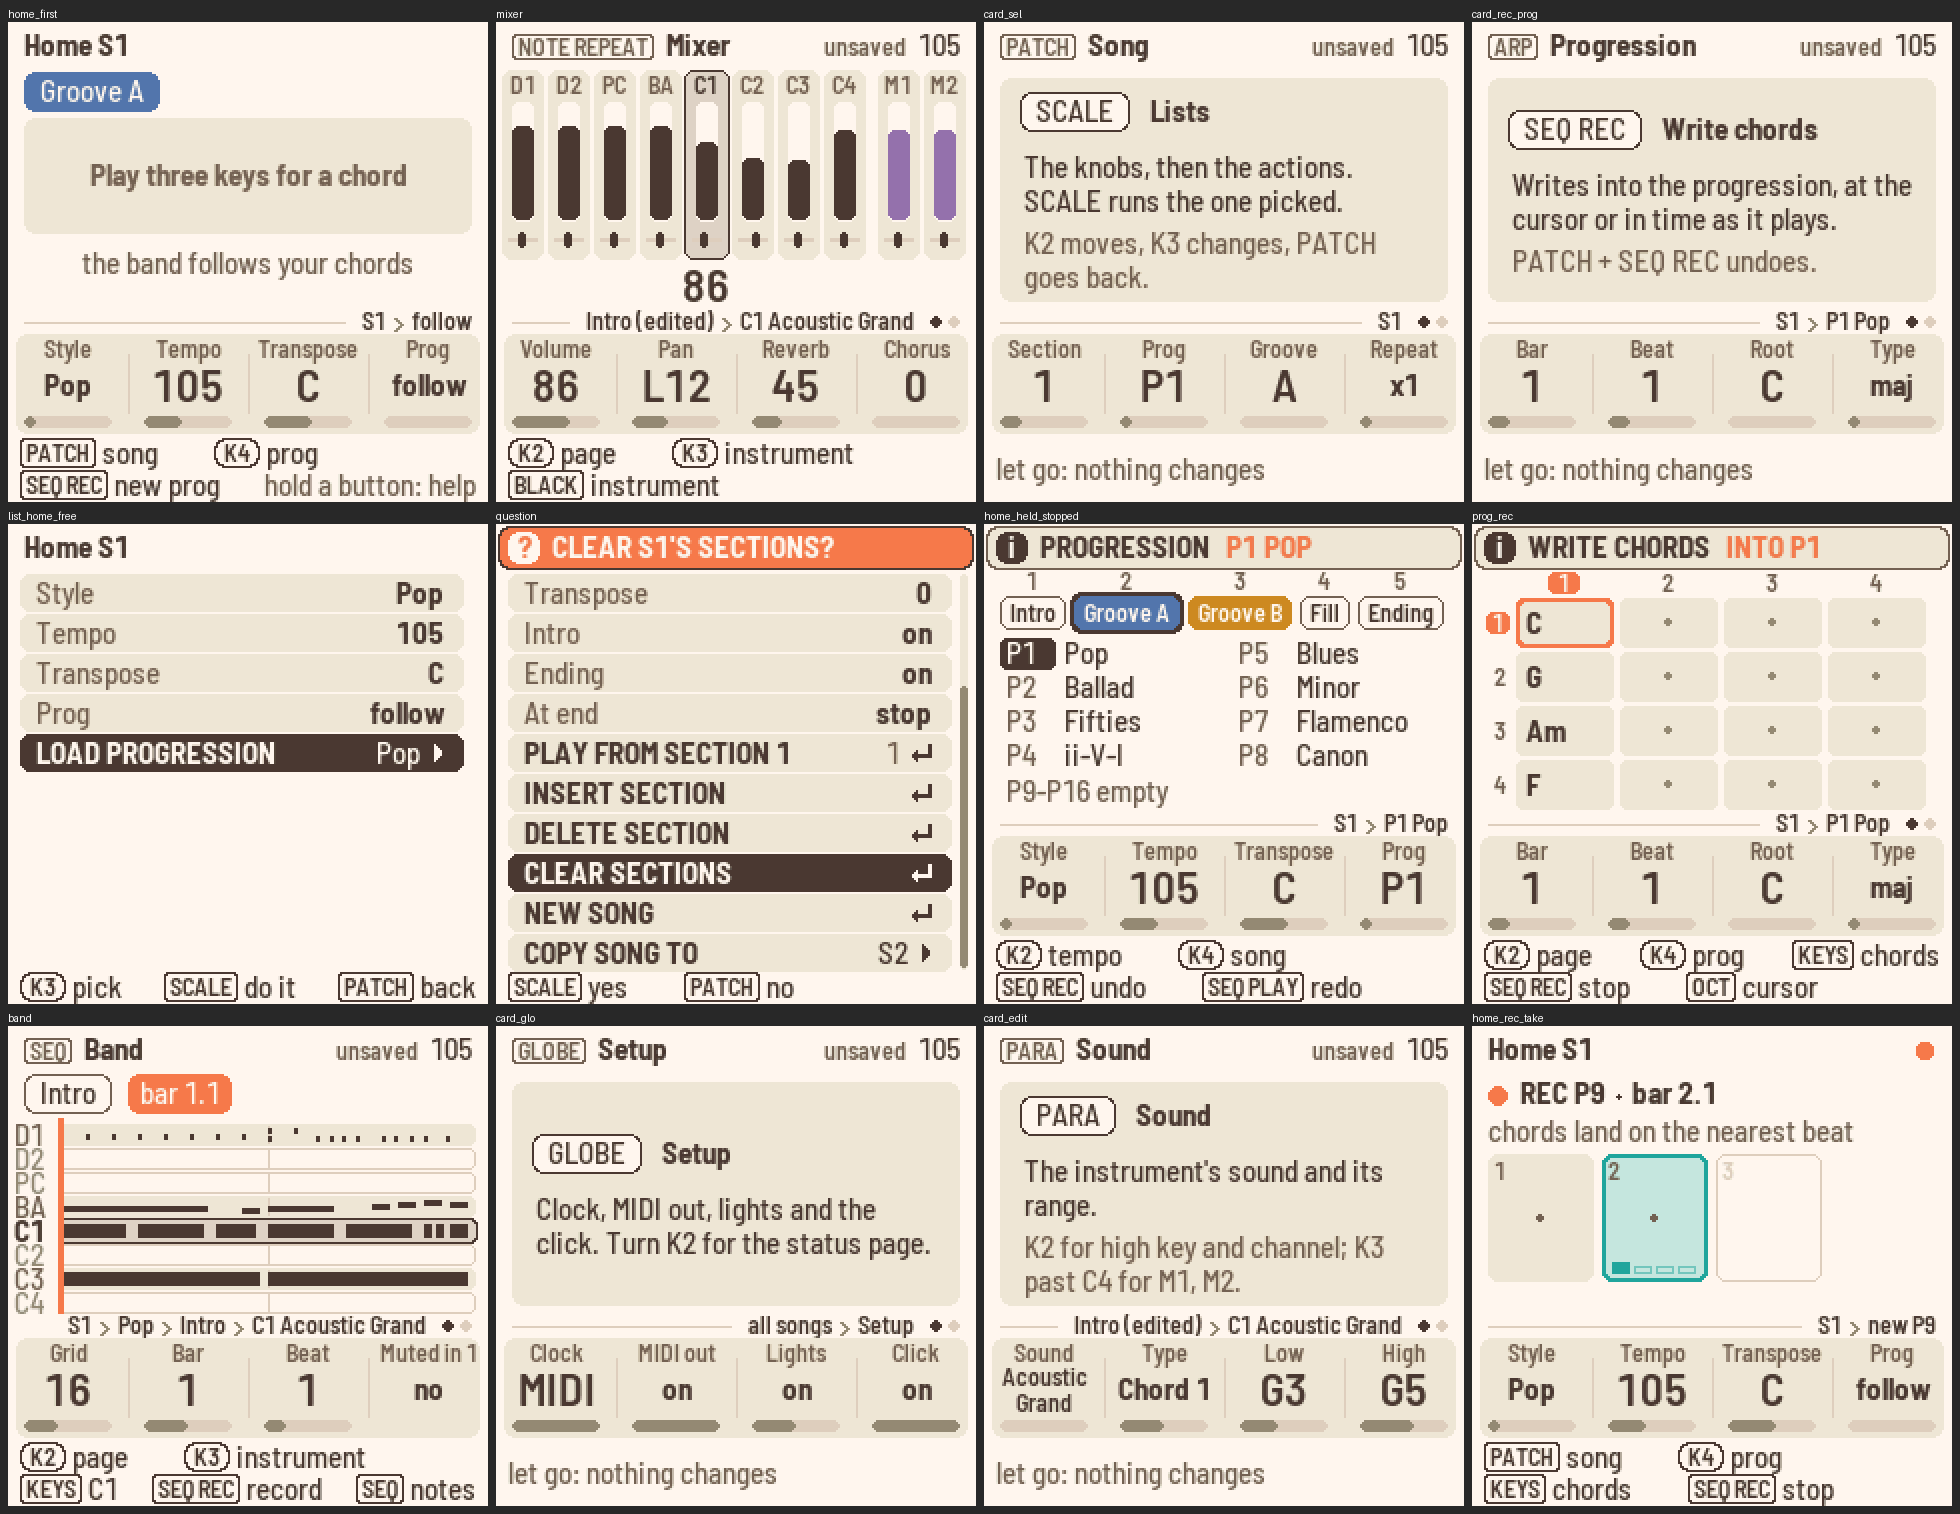 home_first
Home S1
Groove A
Play three keys for a chord
the band follows your chords
S1 > follow
Style Tempo Transpose Prog
Pop 105 C follow
PATCH song K4 prog
SEQ REC new prog hold a button: help
mixer
NOTE REPEAT Mixer unsaved 105
D1 D2 PC BA C1 C2 C3 C4 M1 M2
86
Intro (edited) > C1 Acoustic Grand
Volume Pan Reverb Chorus
86 L12 45 0
K2 page K3 instrument
BLACK instrument
card_sel
PATCH Song unsaved 105
SCALE Lists
The knobs, then the actions.
SCALE runs the one picked.
K2 moves, K3 changes, PATCH
goes back.
S1
Section Prog Groove Repeat
1 P1 A x1
let go: nothing changes
card_rec_prog
ARP Progression unsaved 105
SEQ REC Write chords
Writes into the progression, at the
cursor or in time as it plays.
PATCH + SEQ REC undoes.
S1 > P1 Pop
Bar Beat Root Type
1 1 C maj
let go: nothing changes
list_home_free
Home S1
Style Pop
Tempo 105
Transpose C
Prog follow
LOAD PROGRESSION Pop
K3 pick SCALE do it PATCH back
question
? CLEAR S1'S SECTIONS?
Transpose 0
Intro on
Ending on
At end stop
PLAY FROM SECTION 1 1
INSERT SECTION
DELETE SECTION
CLEAR SECTIONS
NEW SONG
COPY SONG TO S2
SCALE yes PATCH no
home_held_stopped
i PROGRESSION P1 POP
1 2 3 4 5
Intro Groove A Groove B Fill Ending
P1 Pop P5 Blues
P2 Ballad P6 Minor
P3 Fifties P7 Flamenco
P4 ii-V-I P8 Canon
P9-P16 empty
S1 > P1 Pop
Style Tempo Transpose Prog
Pop 105 C P1
K2 tempo K4 song
SEQ REC undo SEQ PLAY redo
prog_rec
i WRITE CHORDS INTO P1
1 2 3 4
1 C
2 G
3 Am
4 F
S1 > P1 Pop
Bar Beat Root Type
1 1 C maj
K2 page K4 prog KEYS chords
SEQ REC stop OCT cursor
band
SEQ Band unsaved 105
Intro bar 1.1
D1
D2
PC
BA
C1
C2
C3
C4
S1 > Pop > Intro > C1 Acoustic Grand
Grid Bar Beat Muted in 1
16 1 1 no
K2 page K3 instrument
KEYS C1 SEQ REC record SEQ notes
card_glo
GLOBE Setup unsaved 105
GLOBE Setup
Clock, MIDI out, lights and the
click. Turn K2 for the status page.
all songs > Setup
Clock MIDI out Lights Click
MIDI on on on
let go: nothing changes
card_edit
PARA Sound unsaved 105
PARA Sound
The instrument's sound and its
range.
K2 for high key and channel; K3
past C4 for M1, M2.
Intro (edited) > C1 Acoustic Grand
Sound Type Low High
Acoustic Grand Chord 1 G3 G5
let go: nothing changes
home_rec_take
Home S1
REC P9 · bar 2.1
chords land on the nearest beat
1 2 3
S1 > new P9
Style Tempo Transpose Prog
Pop 105 C follow
PATCH song K4 prog
KEYS chords SEQ REC stop